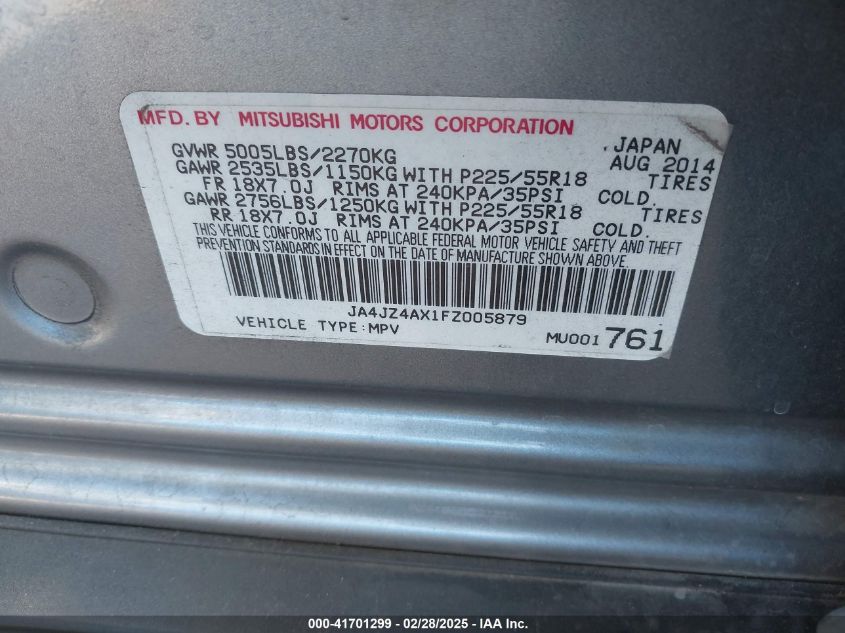 MFD. BY MITSUBISHI MOTORS CORPORATION
. JAPAN
GVWR 5005LBS/2270KG AUG 2014
GAWR 2535LBS/1150KG WITH P225/55R18 TIRES
FR 18X7.0J RIMS AT 240KPA/35PSI COLD.
GAWR 2756LBS/1250KG WITH P225/55R18 TIRES
RR 18X7.0J RIMS AT 240KPA/35PSI COLD.
THIS VEHICLE CONFORMS TO ALL APPLICABLE FEDERAL MOTOR VEHICLE SAFETY AND THEFT
PREVENTION STANDARDS IN EFFECT ON THE DATE OF MANUFACTURE SHOWN ABOVE.
JA4JZ4AX1FZ005879
VEHICLE TYPE:MPV MU001 761
000-41701299 - 02/28/2025 - IAA Inc.